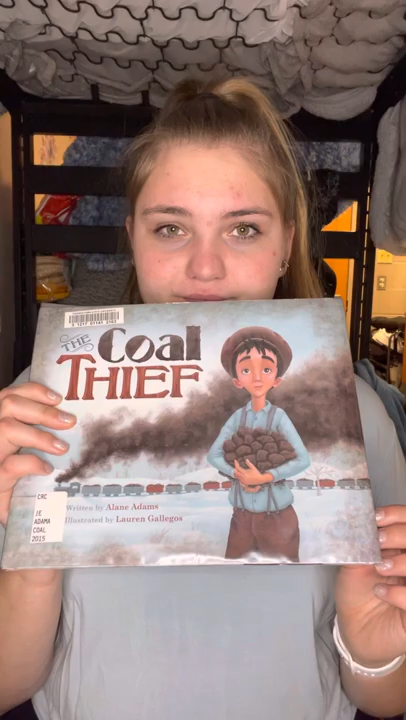 THE
Coal
THIEF
Written by Alane Adams
Illustrated by Lauren Gallegos
CRC
JE
ADAMA
COAL
2015